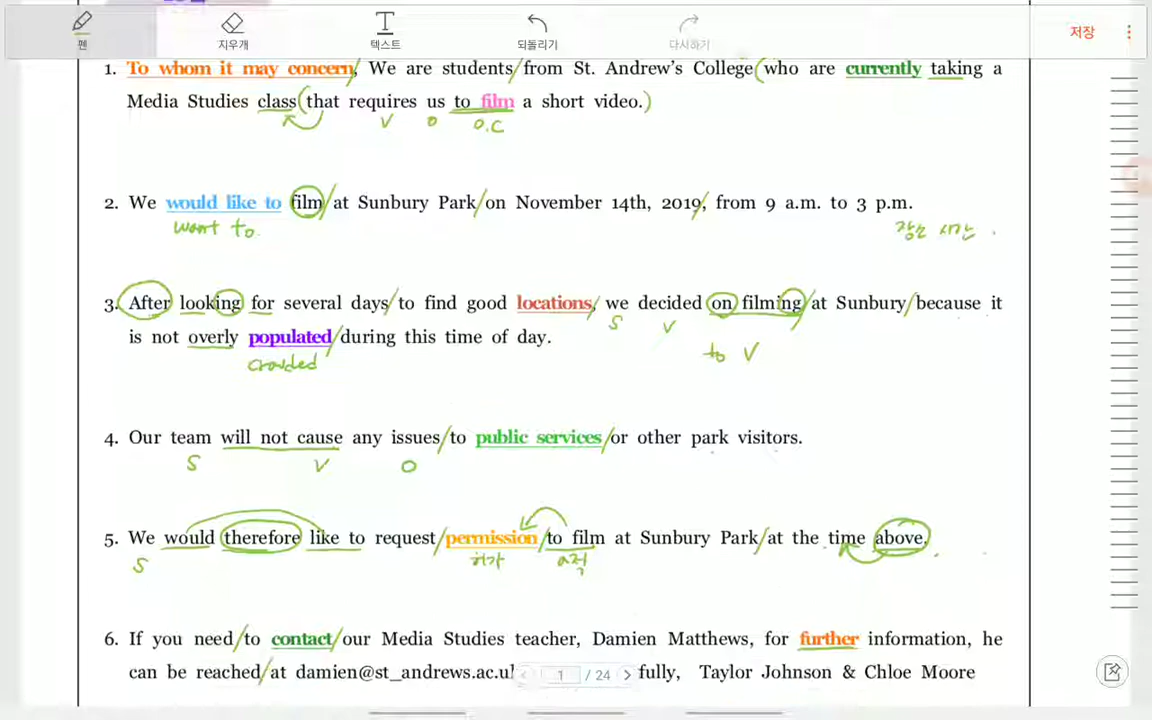 펜 지우개 텍스트 되돌리기 다시하기 저장
1. To whom it may concern, We are students from St. Andrew's College who are currently taking a
Media Studies class that requires us to film a short video.
V O O.C
2. We would like to film at Sunbury Park on November 14th, 2019, from 9 a.m. to 3 p.m.
want to 장소 시간
3. After looking for several days to find good locations, we decided on filming at Sunbury because it
S V
is not overly populated during this time of day.
to V
crowded
4. Our team will not cause any issues to public services or other park visitors.
S V O
5. We would therefore like to request permission to film at Sunbury Park at the time above.
S 허가
6. If you need to contact our Media Studies teacher, Damien Matthews, for further information, he
can be reached at damien@st_andrews.ac.u 1 / 24 fully, Taylor Johnson & Chloe Moore